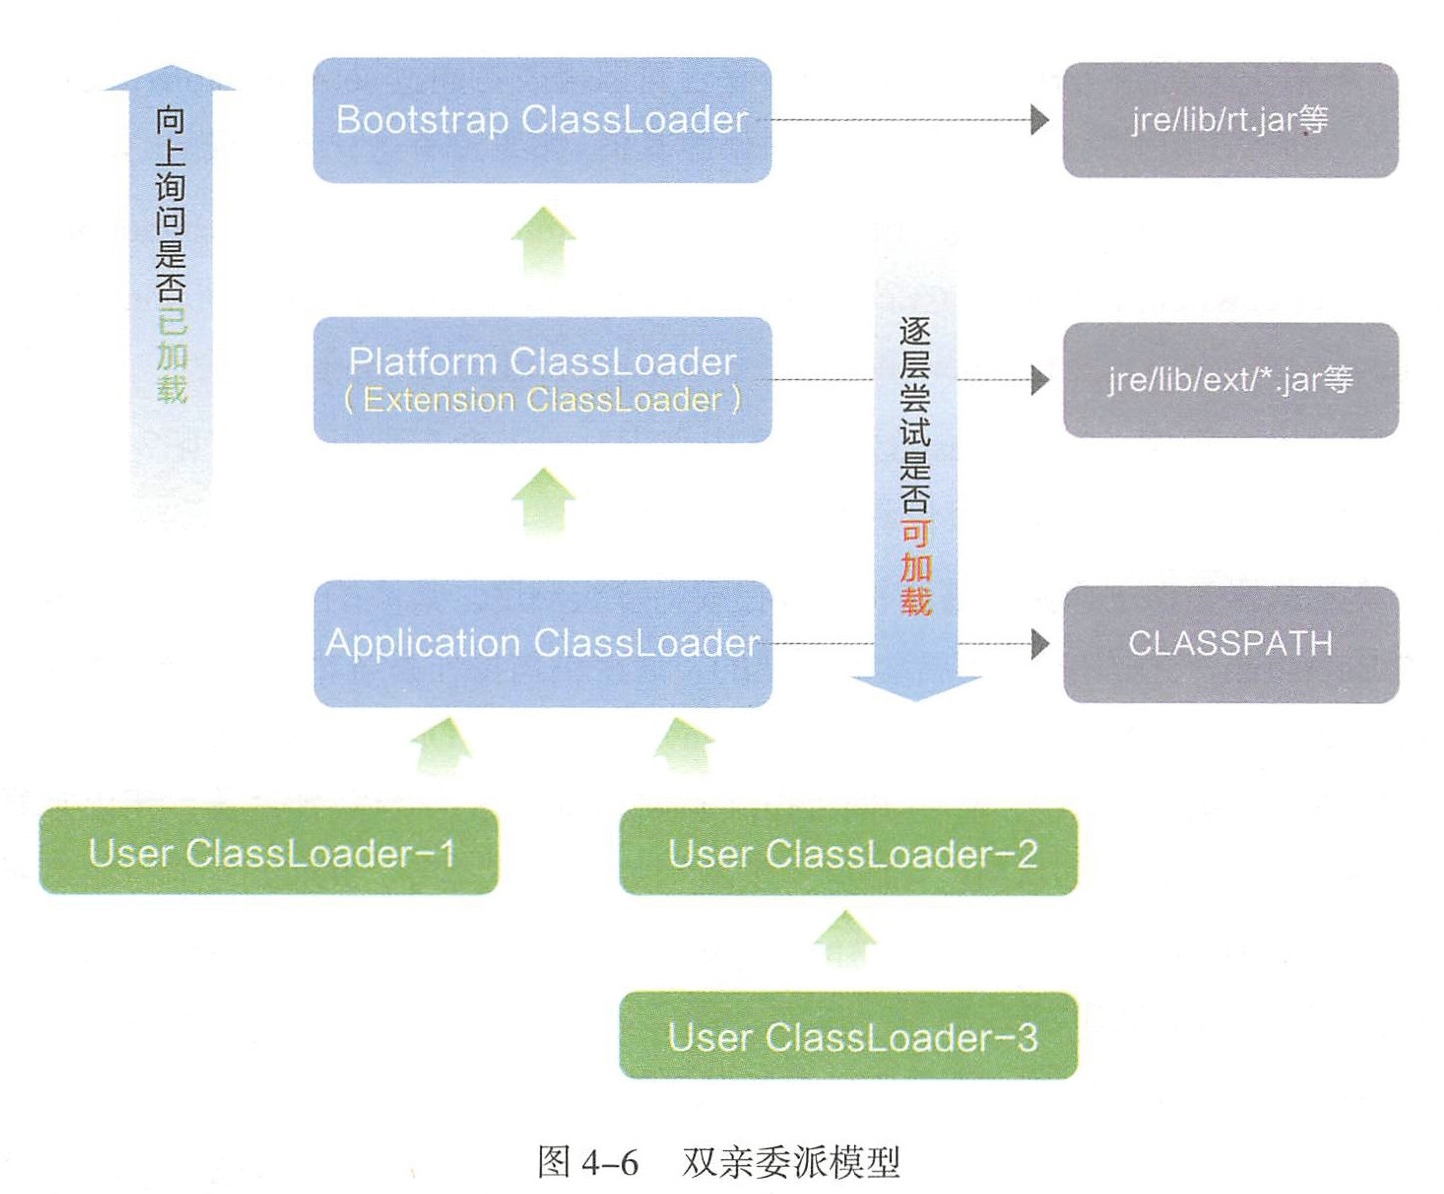 向上询问是否已加载
Bootstrap ClassLoader
jre/lib/rt.jar等
Platform ClassLoader
（Extension ClassLoader）
逐层尝试是否可加载
jre/lib/ext/*.jar等
Application ClassLoader
CLASSPATH
User ClassLoader-1
User ClassLoader-2
User ClassLoader-3
图 4-6 双亲委派模型